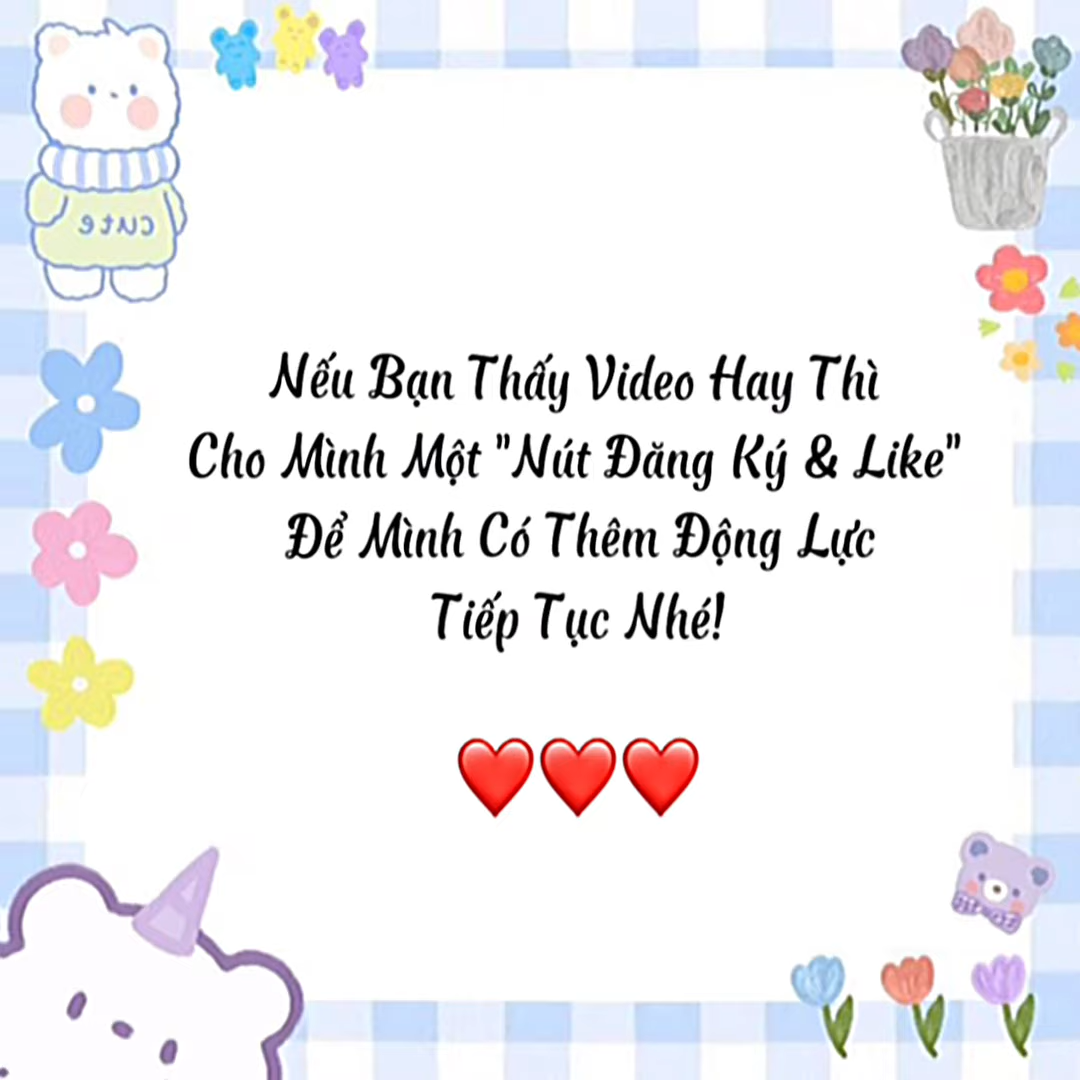 cute
Nếu Bạn Thấy Video Hay Thì
Cho Mình Một "Nút Đăng Ký & Like"
Để Mình Có Thêm Động Lực
Tiếp Tục Nhé!